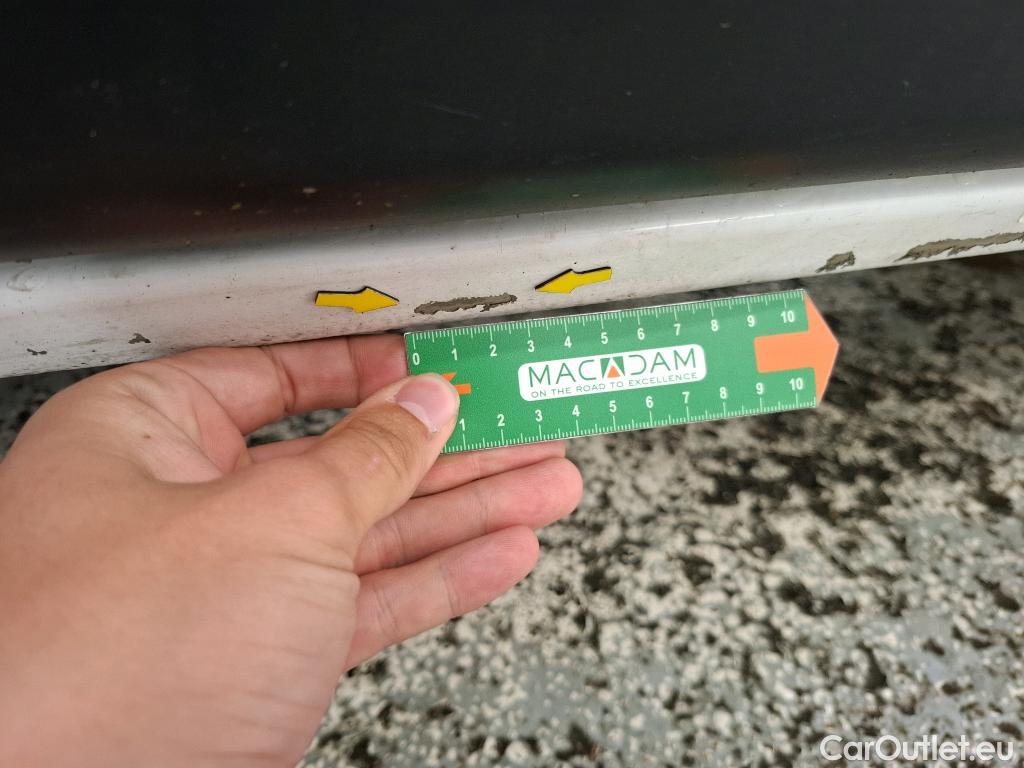 0 1 2 3 4 5 6 7 8 9 10
MACADAM
ON THE ROAD TO EXCELLENCE
1 2 3 4 5 6 7 8 9 10
CarOutlet.eu